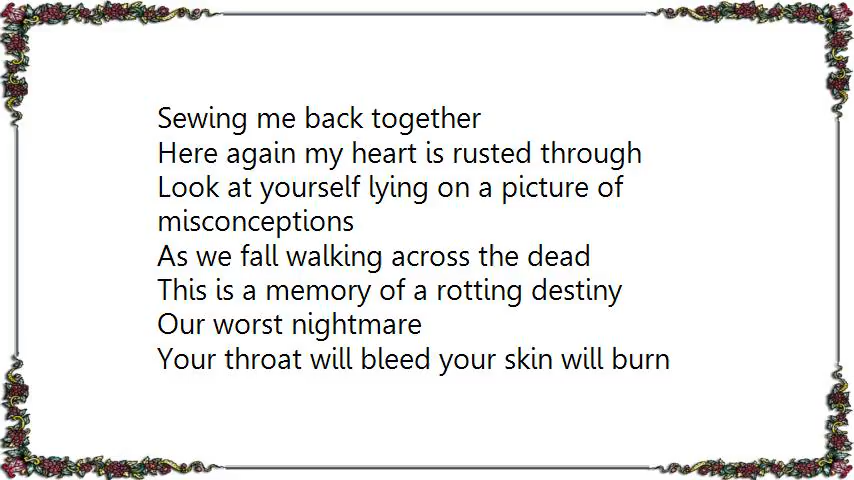 Sewing me back together
Here again my heart is rusted through
Look at yourself lying on a picture of
misconceptions
As we fall walking across the dead
This is a memory of a rotting destiny
Our worst nightmare
Your throat will bleed your skin will burn